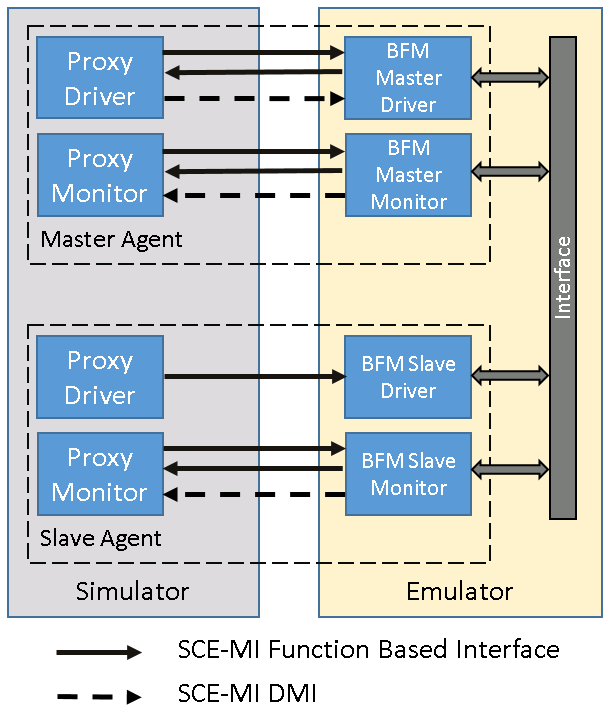 Proxy
Driver
BFM
Master
Driver
Proxy
Monitor
BFM
Master
Monitor
Master Agent
Interface
Proxy
Driver
BFM Slave
Driver
Proxy
Monitor
BFM Slave
Monitor
Slave Agent
Simulator
Emulator
SCE-MI Function Based Interface
SCE-MI DMI